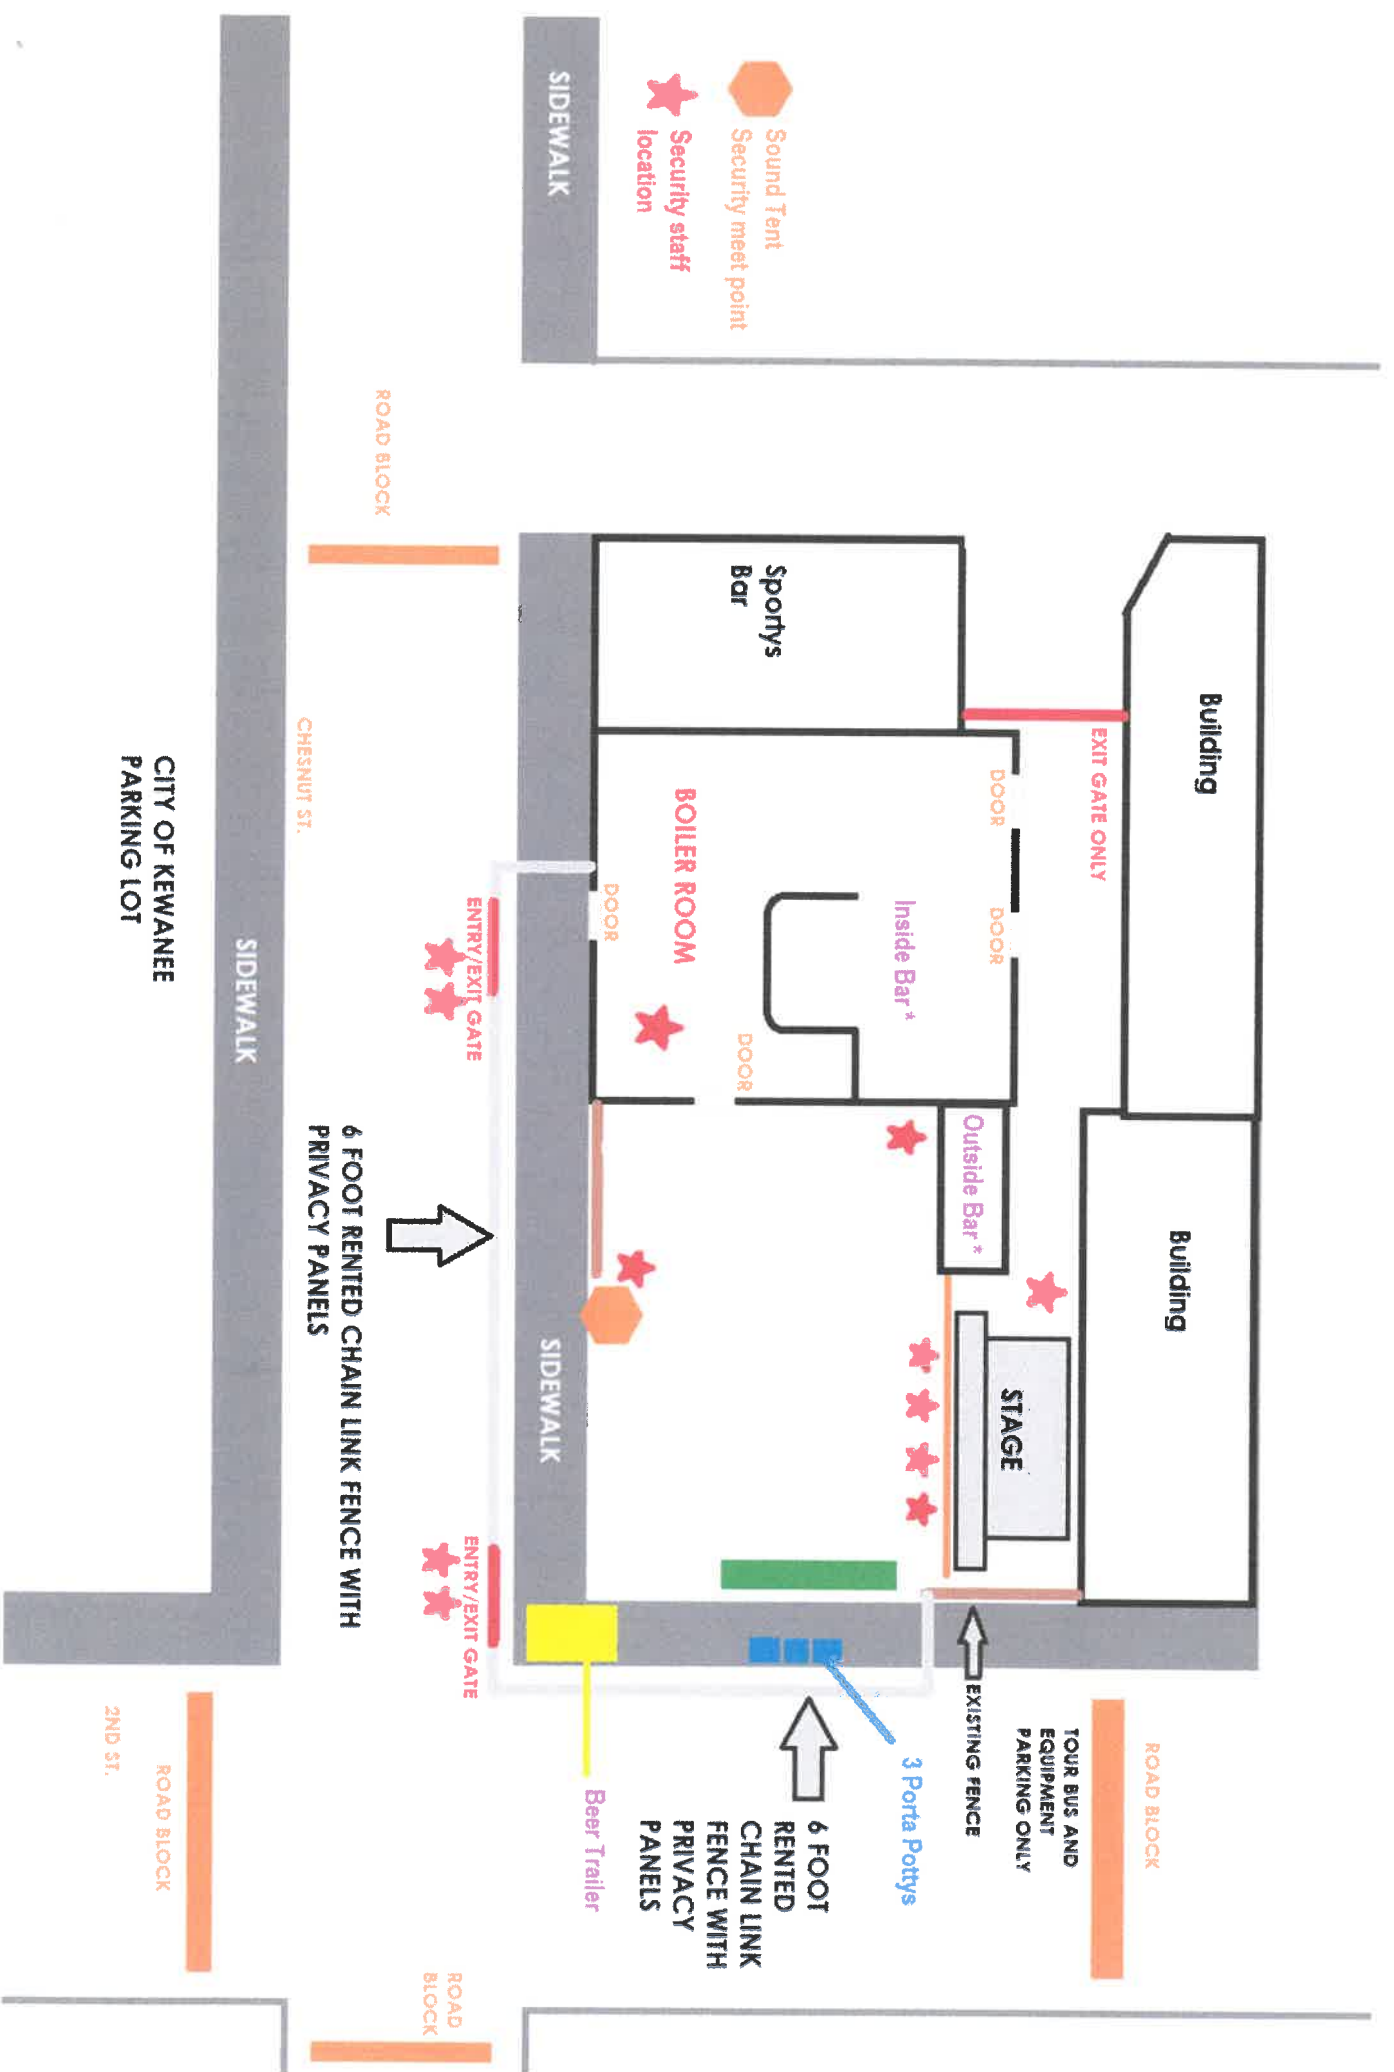 Building
Building
EXIT GATE ONLY
DOOR
DOOR
Inside Bar *
Outside Bar *
STAGE
ROAD BLOCK
TOUR BUS AND
EQUIPMENT
PARKING ONLY
EXISTING FENCE
3 Porta Pottys
Sound Tent
Security meet point
Security staff
location
Sportys
Bar
BOILER ROOM
DOOR
DOOR
6 FOOT
RENTED
CHAIN LINK
FENCE WITH
PRIVACY
PANELS
Beer Trailer
SIDEWALK
SIDEWALK
ENTRY/EXIT GATE
ENTRY/EXIT GATE
ROAD
BLOCK
ROAD BLOCK
6 FOOT RENTED CHAIN LINK FENCE WITH
PRIVACY PANELS
CHESNUT ST.
SIDEWALK
CITY OF KEWANEE
PARKING LOT
ROAD BLOCK
2ND ST.